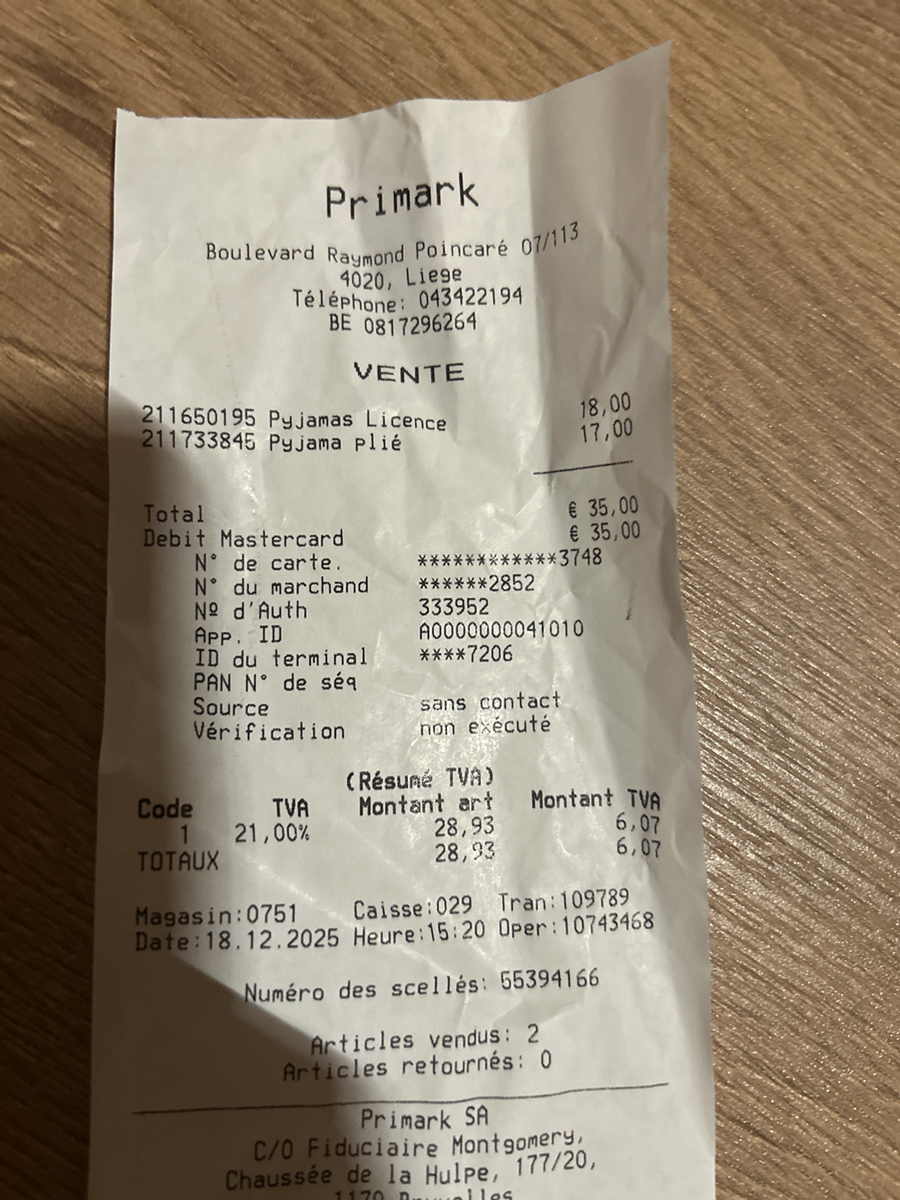 Primark
Boulevard Raymond Poincaré 07/113
4020, Liege
Téléphone: 043422194
BE 0817296264
VENTE
211650195 Pyjamas Licence 18,00
211733845 Pyjama plié 17,00
Total € 35,00
Debit Mastercard € 35,00
N° de carte. ************3748
N° du marchand ******2852
Nº d'Auth 333952
App. ID A0000000041010
ID du terminal ****7206
PAN N° de séq
Source sans contact
Vérification non exécuté
(Résumé TVA)
Code TVA Montant art Montant TVA
1 21,00% 28,93 6,07
TOTAUX 28,93 6,07
Magasin:0751 Caisse:029 Tran:109789
Date:18.12.2025 Heure:15:20 Oper:10743468
Numéro des scellés: 55394166
Articles vendus: 2
Articles retournés: 0
Primark SA
C/O Fiduciaire Montgomery,
Chaussée de la Hulpe, 177/20,
1170 Bruxelles